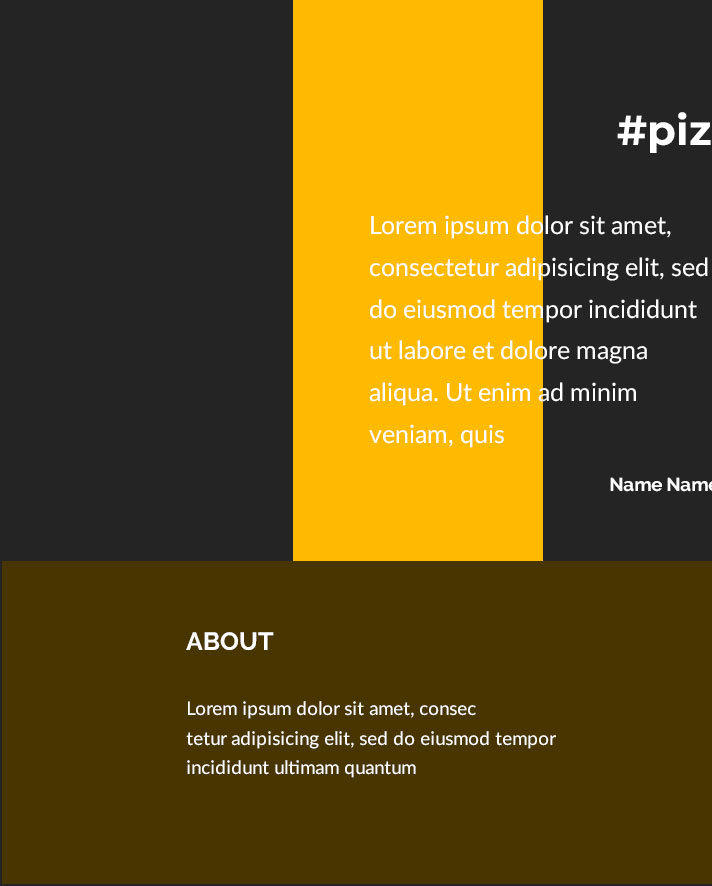 #piz
Lorem ipsum dolor sit amet,
consectetur adipisicing elit, sed
do eiusmod tempor incididunt
ut labore et dolore magna
aliqua. Ut enim ad minim
veniam, quis
Name Name
ABOUT
Lorem ipsum dolor sit amet, consec
tetur adipisicing elit, sed do eiusmod tempor
incididunt ultimam quantum